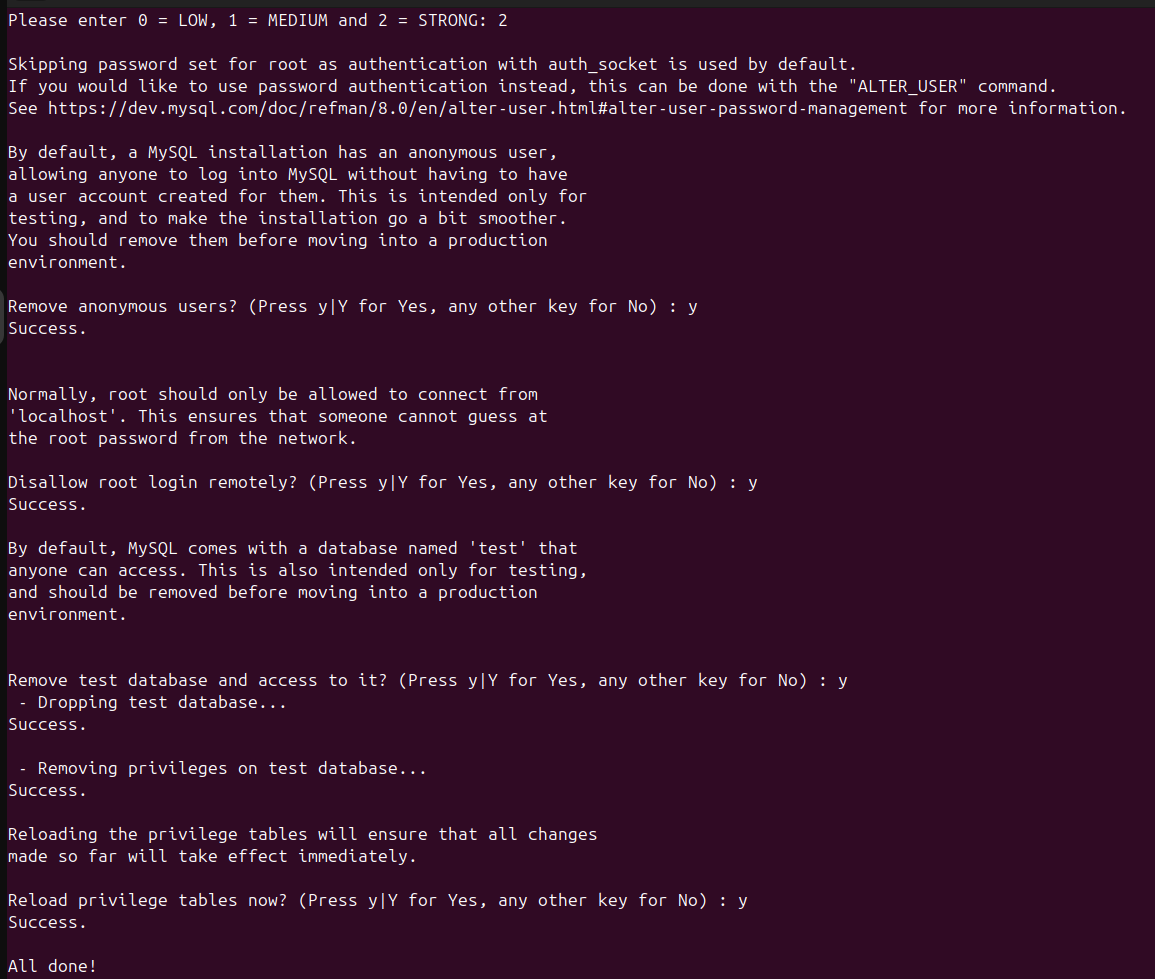 Please enter 0 = LOW, 1 = MEDIUM and 2 = STRONG: 2
Skipping password set for root as authentication with auth_socket is used by default.
If you would like to use password authentication instead, this can be done with the "ALTER_USER" command.
See https://dev.mysql.com/doc/refman/8.0/en/alter-user.html#alter-user-password-management for more information.
By default, a MySQL installation has an anonymous user,
allowing anyone to log into MySQL without having to have
a user account created for them. This is intended only for
testing, and to make the installation go a bit smoother.
You should remove them before moving into a production
environment.
Remove anonymous users? (Press y|Y for Yes, any other key for No) : y
Success.
Normally, root should only be allowed to connect from
'localhost'. This ensures that someone cannot guess at
the root password from the network.
Disallow root login remotely? (Press y|Y for Yes, any other key for No) : y
Success.
By default, MySQL comes with a database named 'test' that
anyone can access. This is also intended only for testing,
and should be removed before moving into a production
environment.
Remove test database and access to it? (Press y|Y for Yes, any other key for No) : y
 - Dropping test database...
Success.
 - Removing privileges on test database...
Success.
Reloading the privilege tables will ensure that all changes
made so far will take effect immediately.
Reload privilege tables now? (Press y|Y for Yes, any other key for No) : y
Success.
All done!